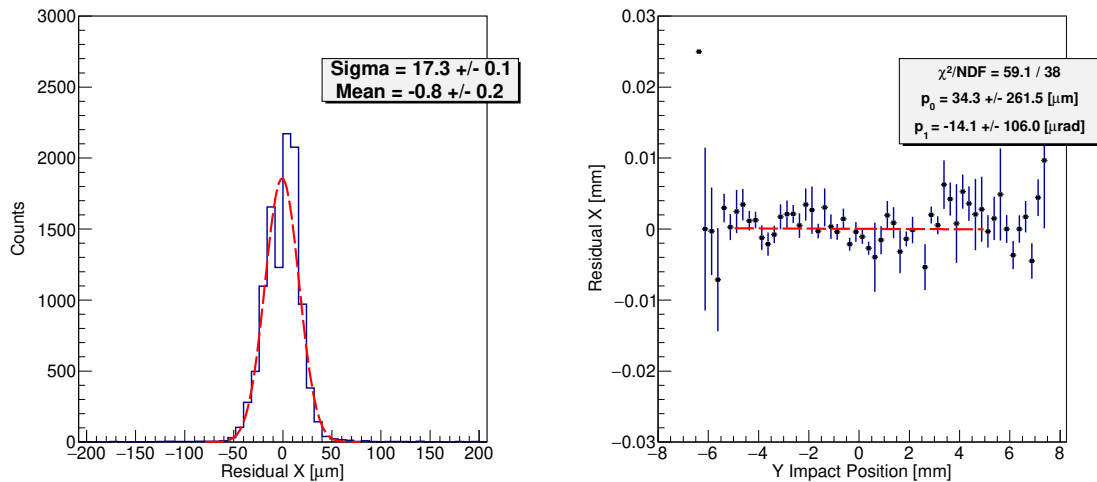 3000
2500
2000
1500
1000
500
0
Counts
Sigma = 17.3 +/- 0.1
Mean = -0.8 +/- 0.2
−200 −150 −100 −50 0 50 100 150 200
Residual X [μm]
0.03
0.02
0.01
0
−0.01
−0.02
−0.03
Residual X [mm]
χ²/NDF = 59.1 / 38
p₀ = 34.3 +/- 261.5 [μm]
p₁ = -14.1 +/- 106.0 [μrad]
−8 −6 −4 −2 0 2 4 6 8
Y Impact Position [mm]